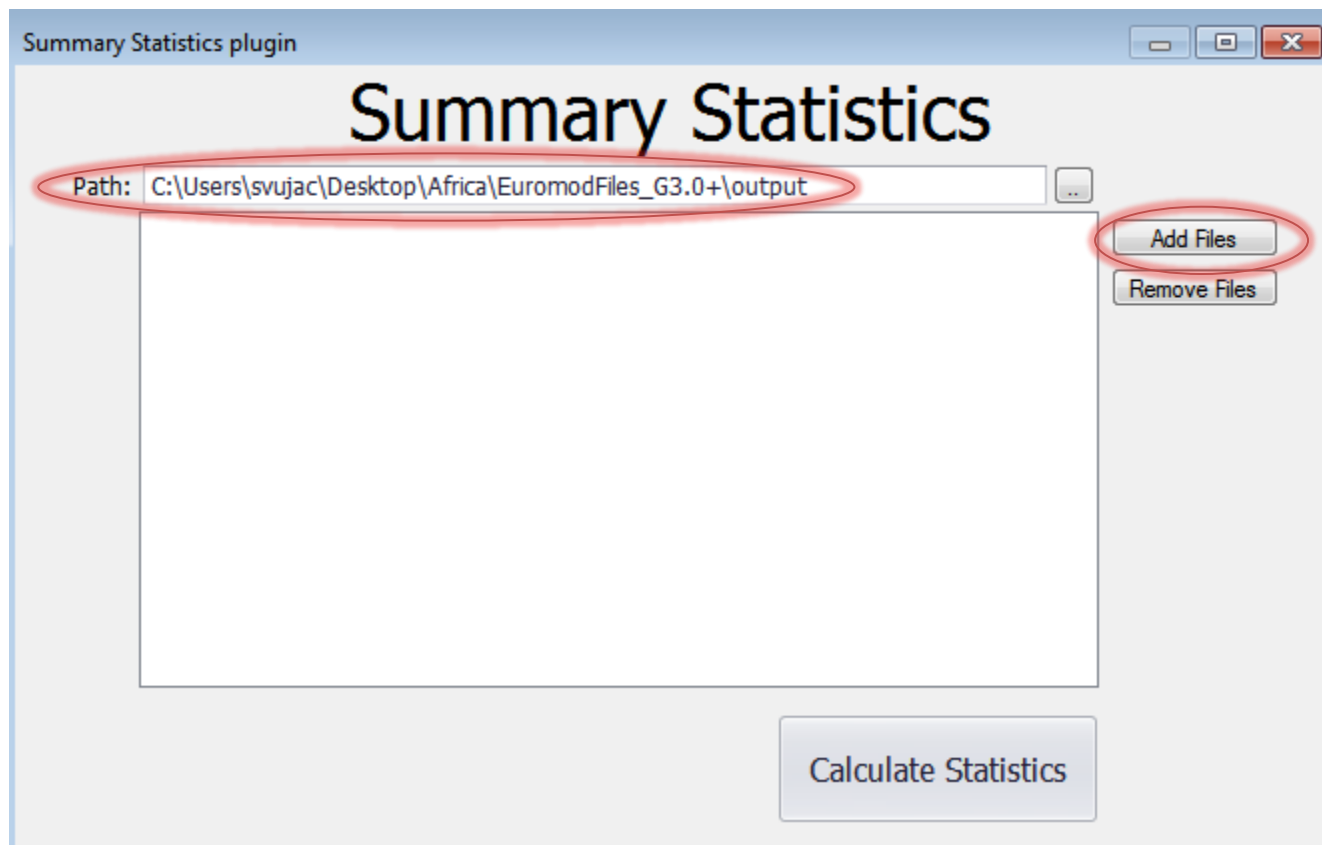 Summary Statistics plugin
Summary Statistics
Path: C:\Users\svujac\Desktop\Africa\EuromodFiles_G3.0+\output ..
Add Files
Remove Files
Calculate Statistics